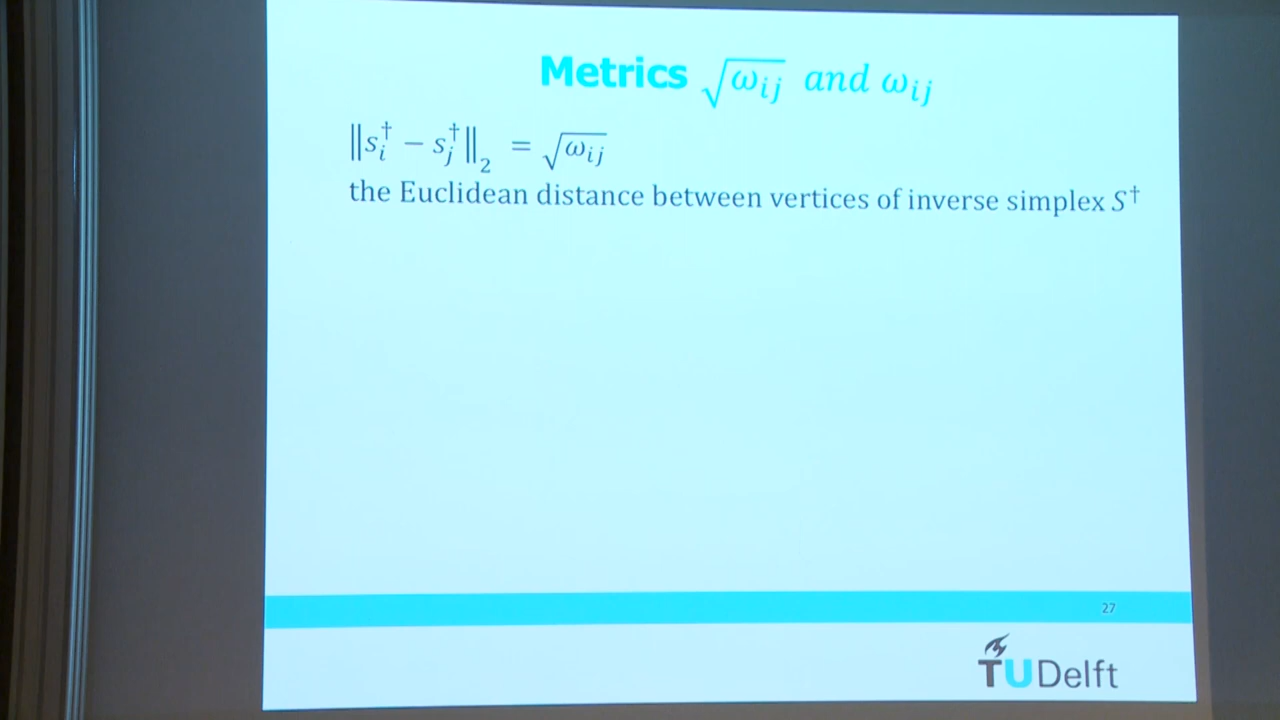 Metrics √ω_ij and ω_ij
‖s_i^† − s_j^†‖_2 = √ω_ij
the Euclidean distance between vertices of inverse simplex S^†
27
TUDelft